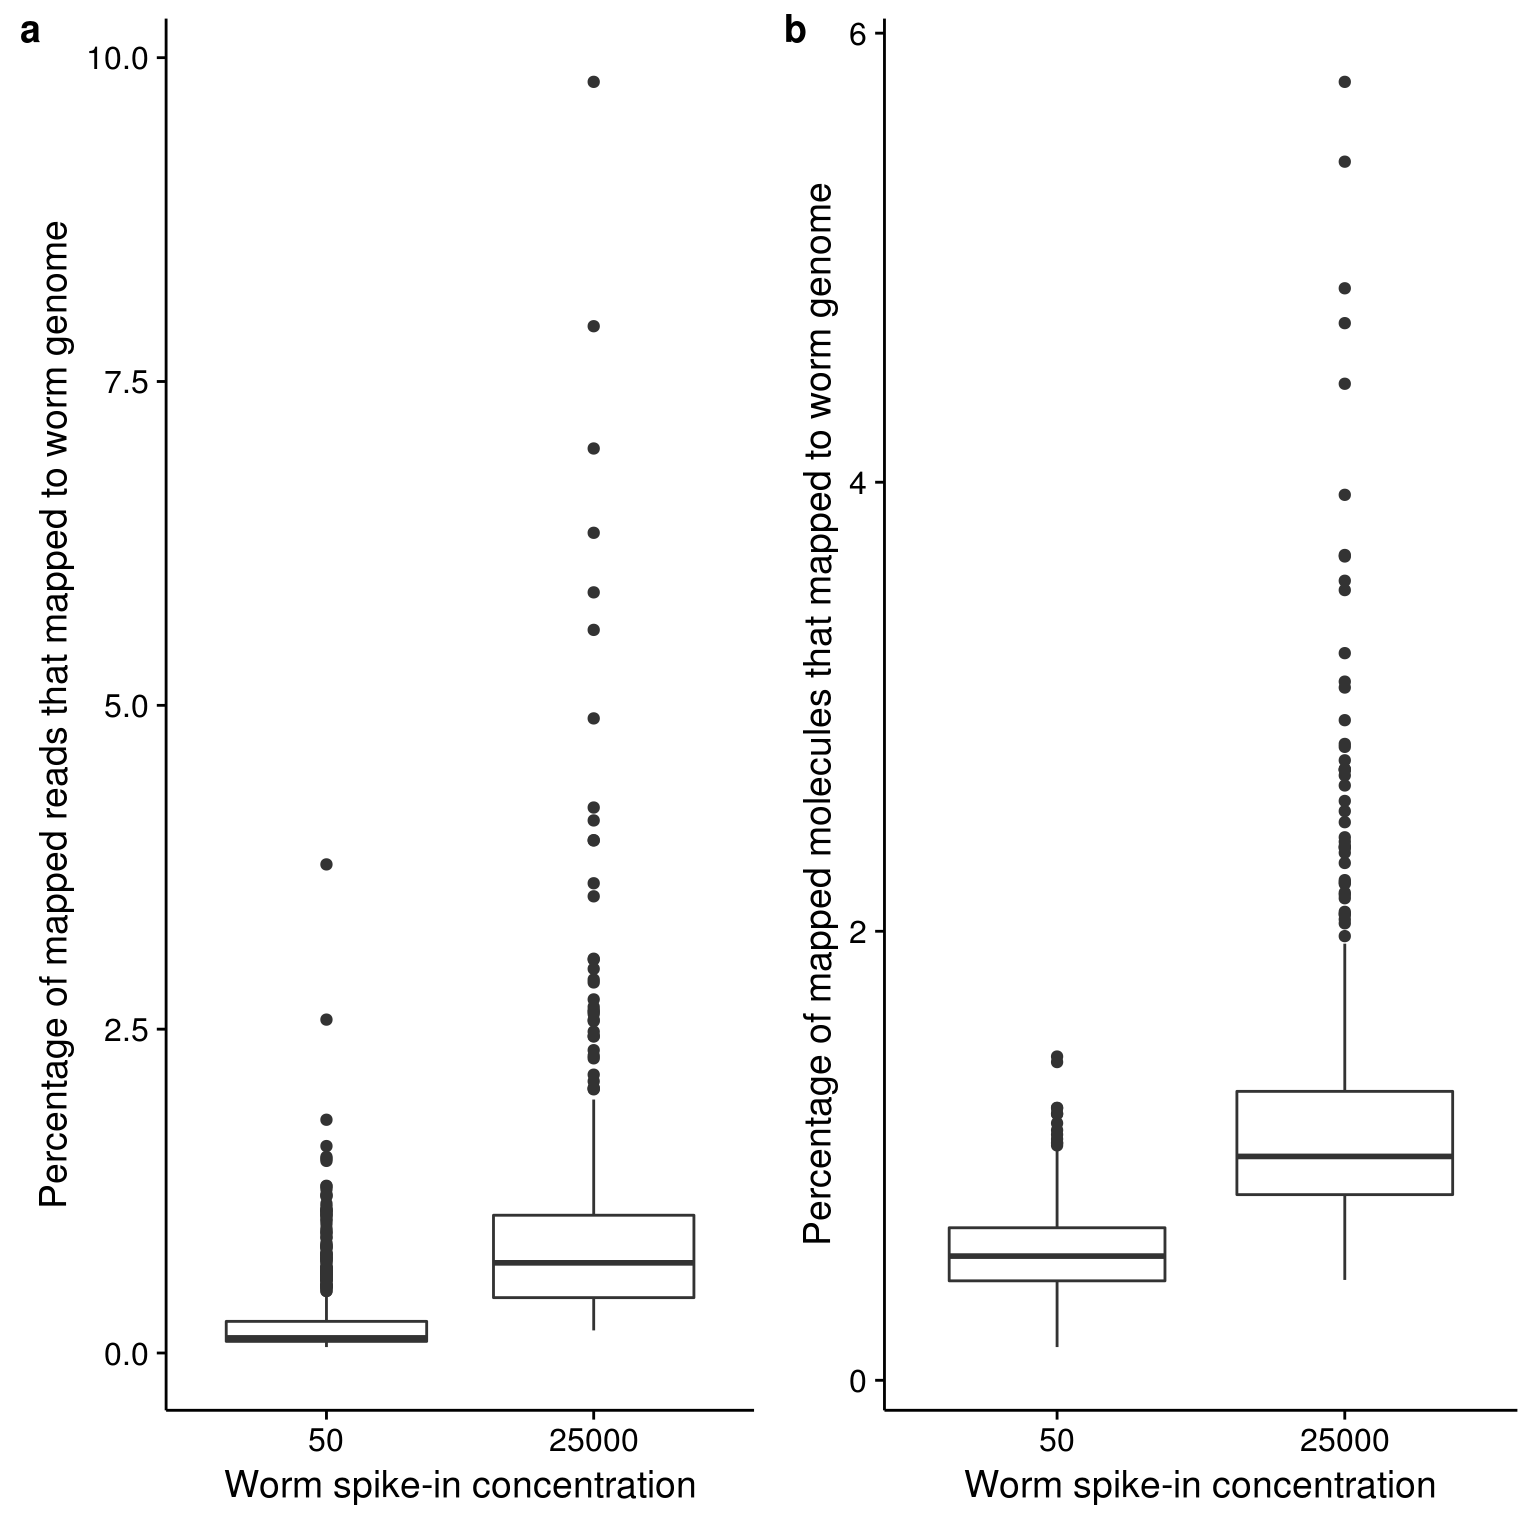 a
Percentage of mapped reads that mapped to worm genome
10.0
7.5
5.0
2.5
0.0
50
25000
Worm spike-in concentration
b
Percentage of mapped molecules that mapped to worm genome
6
4
2
0
50
25000
Worm spike-in concentration